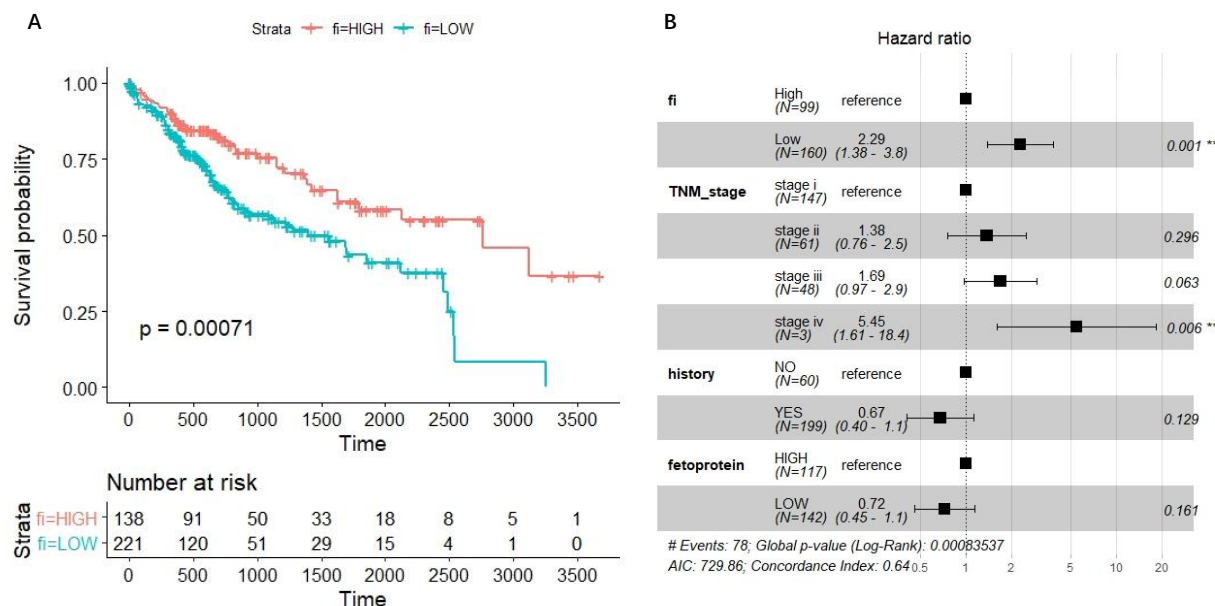 A
Strata fi=HIGH fi=LOW
Survival probability
1.00
0.75
0.50
0.25
0.00
p = 0.00071
0 500 1000 1500 2000 2500 3000 3500
Time
Number at risk
Strata
fi=HIGH 138 91 50 33 18 8 5 1
fi=LOW 221 120 51 29 15 4 1 0
0 500 1000 1500 2000 2500 3000 3500
Time
B
Hazard ratio
fi High (N=99) reference
Low (N=160) 2.29 (1.38 - 3.8) 0.001 **
TNM_stage stage i (N=147) reference
stage ii (N=61) 1.38 (0.76 - 2.5) 0.296
stage iii (N=48) 1.69 (0.97 - 2.9) 0.063
stage iv (N=3) 5.45 (1.61 - 18.4) 0.006 **
history NO (N=60) reference
YES (N=199) 0.67 (0.40 - 1.1) 0.129
fetoprotein HIGH (N=117) reference
LOW (N=142) 0.72 (0.45 - 1.1) 0.161
# Events: 78; Global p-value (Log-Rank): 0.00083537
AIC: 729.86; Concordance Index: 0.64
0.5 1 2 5 10 20